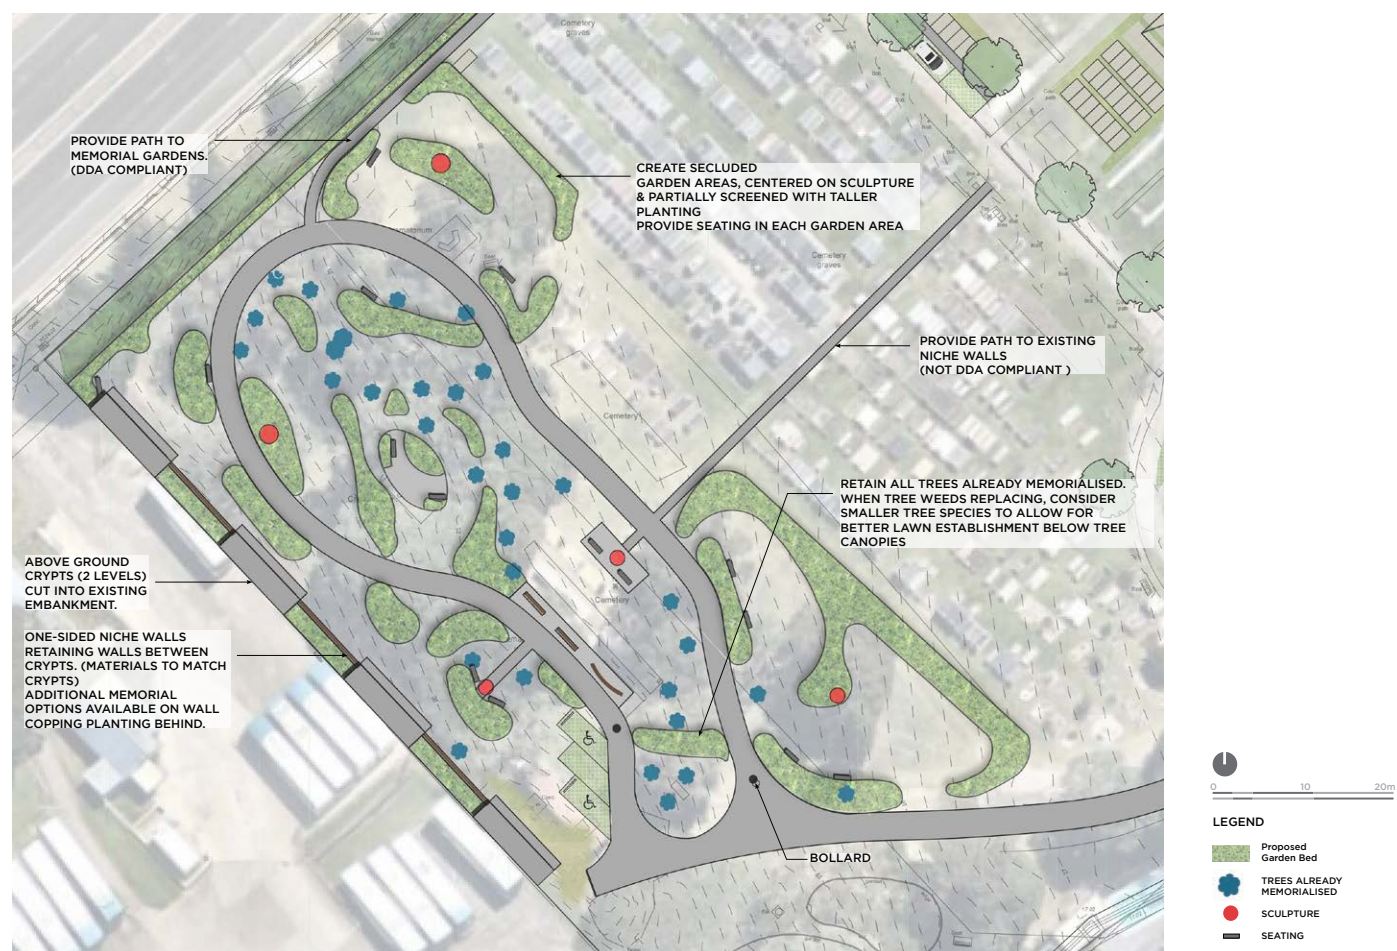 Cemetery
graves
PROVIDE PATH TO
MEMORIAL GARDENS.
(DDA COMPLIANT)
CREATE SECLUDED
GARDEN AREAS, CENTERED ON SCULPTURE
& PARTIALLY SCREENED WITH TALLER
PLANTING
PROVIDE SEATING IN EACH GARDEN AREA
Cemetery
graves
PROVIDE PATH TO EXISTING
NICHE WALLS
(NOT DDA COMPLIANT )
Cemetery
RETAIN ALL TREES ALREADY MEMORIALISED.
WHEN TREE WEEDS REPLACING, CONSIDER
SMALLER TREE SPECIES TO ALLOW FOR
BETTER LAWN ESTABLISHMENT BELOW TREE
CANOPIES
ABOVE GROUND
CRYPTS (2 LEVELS)
CUT INTO EXISTING
EMBANKMENT.
Cemetery
ONE-SIDED NICHE WALLS
RETAINING WALLS BETWEEN
CRYPTS. (MATERIALS TO MATCH
CRYPTS)
ADDITIONAL MEMORIAL
OPTIONS AVAILABLE ON WALL
COPPING PLANTING BEHIND.
BOLLARD
0 10 20m
LEGEND
Proposed
Garden Bed
TREES ALREADY
MEMORIALISED
SCULPTURE
SEATING